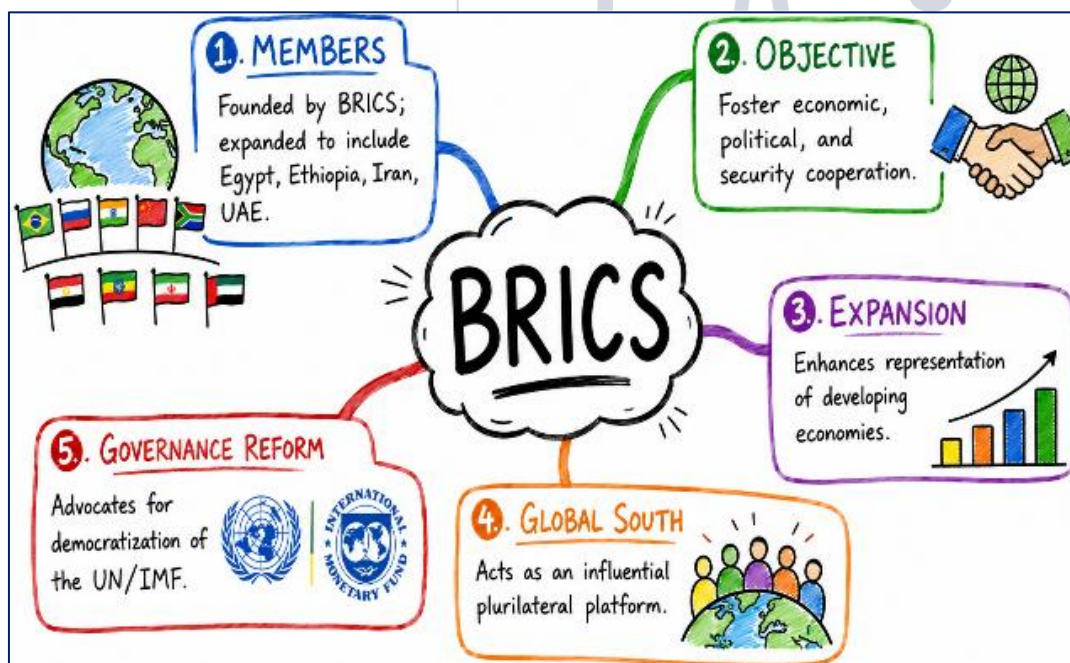 1. MEMBERS
Founded by BRICS;
expanded to include
Egypt, Ethiopia, Iran,
UAE.
2. OBJECTIVE
Foster economic,
political, and
security cooperation.
BRICS
3. EXPANSION
Enhances representation
of developing
economies.
5. GOVERNANCE REFORM
Advocates for
democratization of
the UN/IMF.
INTERNATIONAL
MONETARY FUND
4. GLOBAL SOUTH
Acts as an influential
plurilateral platform.